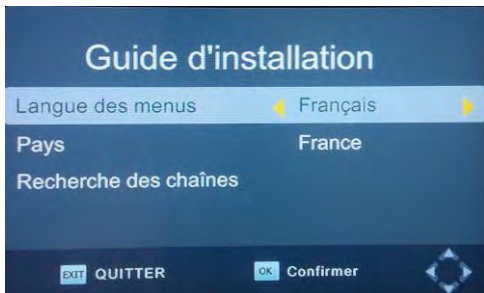 Guide d'installation
Langue des menus Français
Pays France
Recherche des chaînes
EXIT QUITTER OK Confirmer